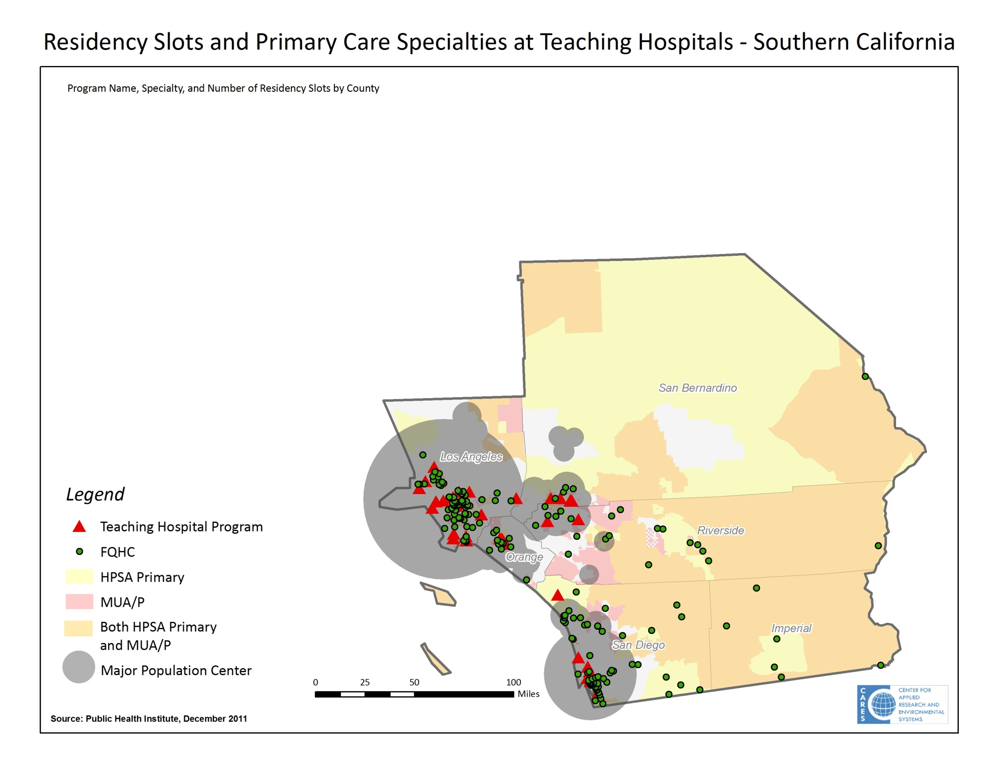 Residency Slots and Primary Care Specialties at Teaching Hospitals - Southern California
Program Name, Specialty, and Number of Residency Slots by County
San Bernardino
Los Angeles
Riverside
Orange
Imperial
San Diego
Legend
Teaching Hospital Program
FQHC
HPSA Primary
MUA/P
Both HPSA Primary
and MUA/P
Major Population Center
0 25 50 100
Miles
Source: Public Health Institute, December 2011
CARES
CENTER FOR
APPLIED
RESEARCH AND
ENVIRONMENTAL
SYSTEMS